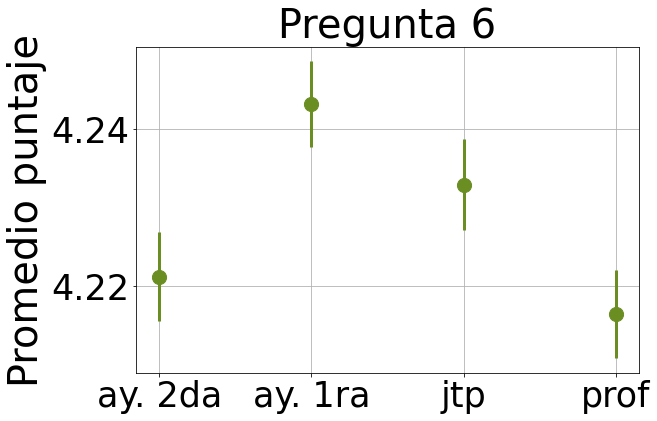 Pregunta 6
Promedio puntaje
4.24
4.22
ay. 2da
ay. 1ra
jtp
prof